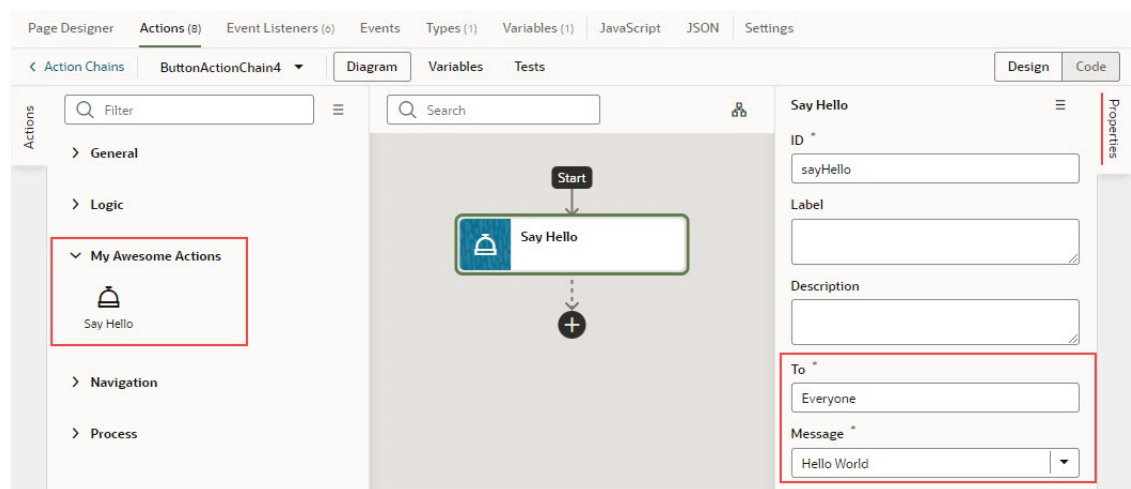 Page Designer Actions (8) Event Listeners (6) Events Types (1) Variables (1) JavaScript JSON Settings
Action Chains ButtonActionChain4 Diagram Variables Tests Design Code
Actions
Filter
General
Logic
My Awesome Actions
Say Hello
Navigation
Process
Search
Start
Say Hello
Say Hello
ID *
sayHello
Label
Description
To *
Everyone
Message *
Hello World
Properties